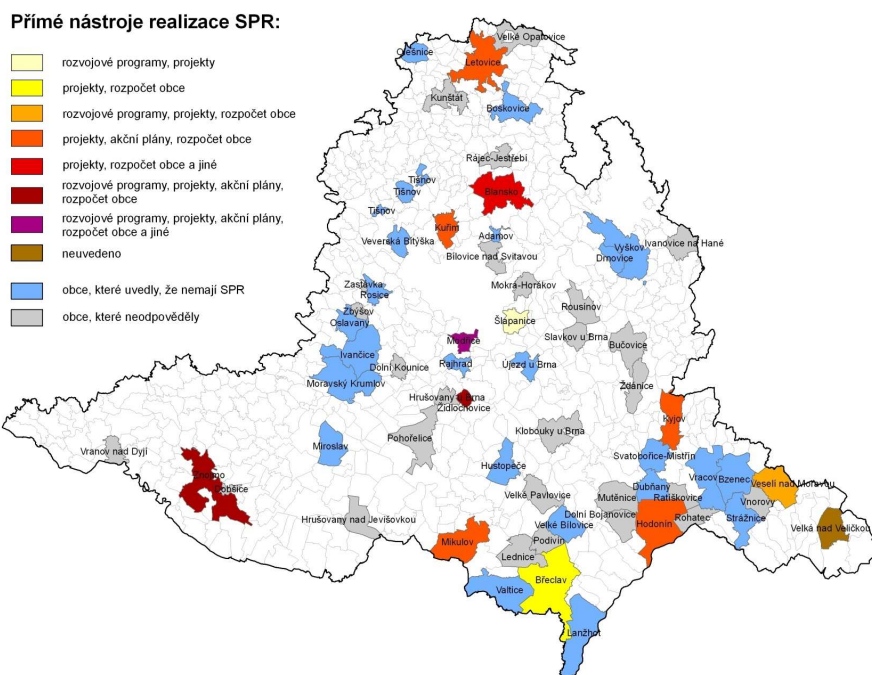 Přímé nástroje realizace SPR:
rozvojové programy, projekty
projekty, rozpočet obce
rozvojové programy, projekty, rozpočet obce
projekty, akční plány, rozpočet obce
projekty, rozpočet obce a jiné
rozvojové programy, projekty, akční plány,
rozpočet obce
rozvojové programy, projekty, akční plány,
rozpočet obce a jiné
neuvedeno
obce, které uvedly, že nemají SPR
obce, které neodpověděly
Velké Opatovice
Olešnice
Letovice
Kunštát
Boskovice
Rájec-Jestřebí
Tišnov
Tišnov
Blansko
Tišnov
Kuřim
Adamov
Veverská Bítýška
Bílovice nad Svitavou
Vyškov
Ivanovice na Hané
Drnovice
Mokrá-Horákov
Zastávka
Rosice
Zbyšov
Oslavany
Rousínov
Šlapanice
Slavkov u Brna
Modřice
Bučovice
Ivančice
Dolní Kounice
Rajhrad
Újezd u Brna
Moravský Krumlov
Ždánice
Hrušovany u Brna
Židlochovice
Kyjov
Klobouky u Brna
Pohořelice
Miroslav
Vranov nad Dyjí
Svatobořice-Mistřín
Hustopeče
Znojmo
Vracov
Bzenec
Veselí nad Moravou
Dobšice
Dubňany
Velké Pavlovice
Mutěnice
Ratíškovice
Vnorovy
Dolní Bojanovice
Rohatec
Strážnice
Hrušovany nad Jevišovkou
Velké Bílovice
Hodonín
Velká nad Veličkou
Mikulov
Podivín
Lednice
Břeclav
Valtice
Lanžhot